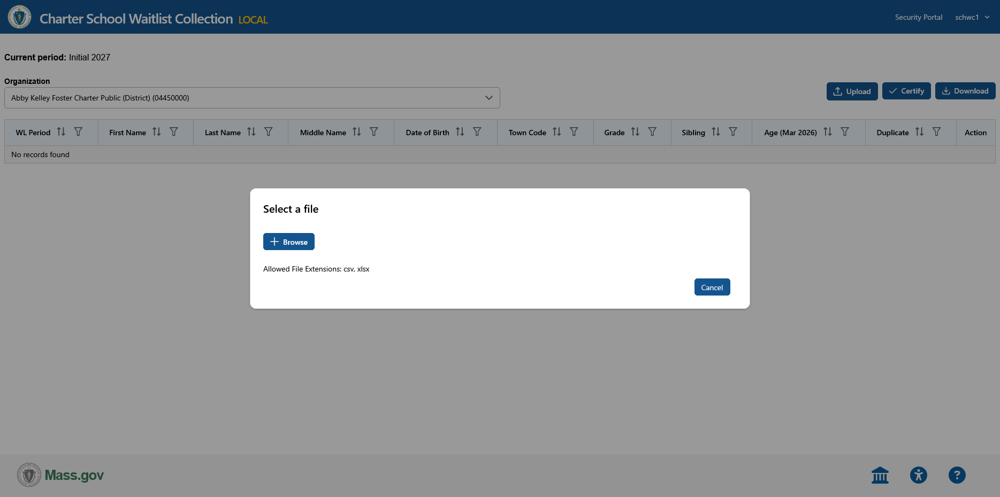 Charter School Waitlist Collection LOCAL
Security Portal
schwc1
Current period: Initial 2027
Organization
Abby Kelley Foster Charter Public (District) (04450000)
Upload
Certify
Download
WL Period
First Name
Last Name
Middle Name
Date of Birth
Town Code
Grade
Sibling
Age (Mar 2026)
Duplicate
Action
No records found
Select a file
Browse
Allowed File Extensions: csv, xlsx
Cancel
Mass.gov
?